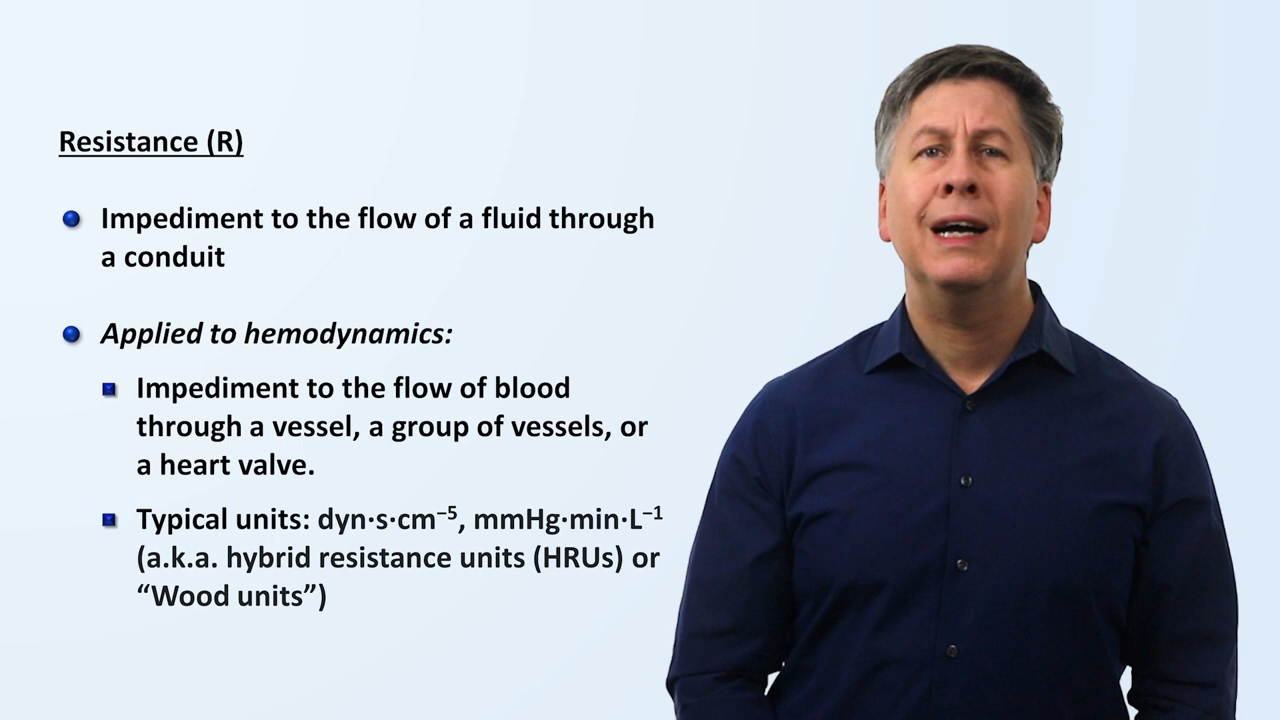 Resistance (R)
Impediment to the flow of a fluid through
a conduit
Applied to hemodynamics:
Impediment to the flow of blood
through a vessel, a group of vessels, or
a heart valve.
Typical units: dyn·s·cm⁻⁵, mmHg·min·L⁻¹
(a.k.a. hybrid resistance units (HRUs) or
“Wood units”)